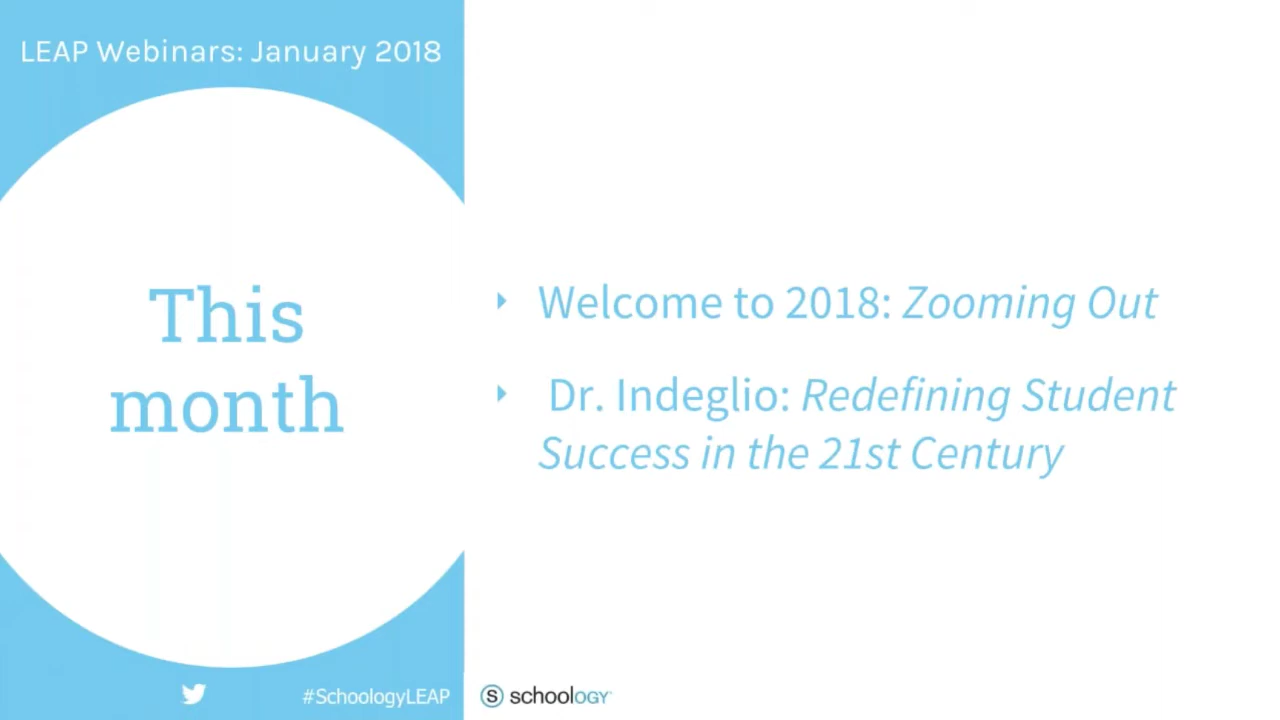 LEAP Webinars: January 2018
This
month
Welcome to 2018: Zooming Out
Dr. Indeglio: Redefining Student
Success in the 21st Century
#SchoologyLEAP
S schoology